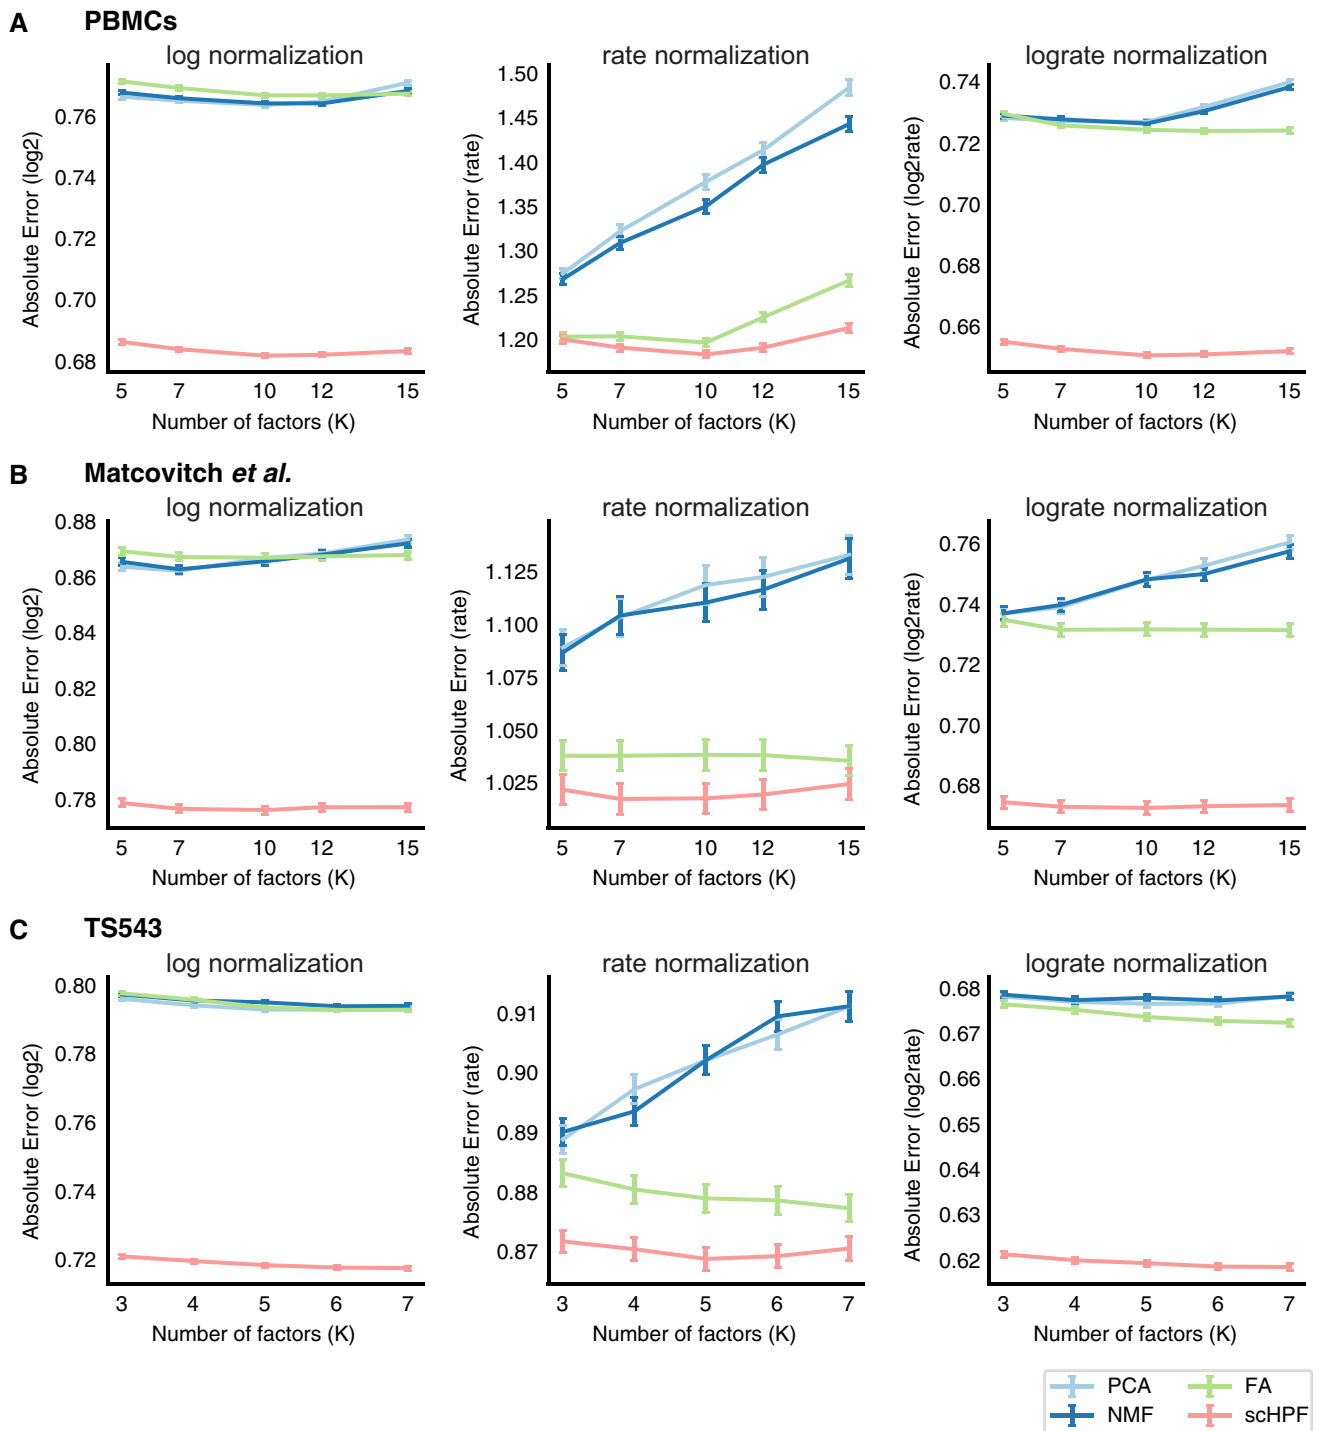 A PBMCs
log normalization
Absolute Error (log2)
0.76
0.74
0.72
0.70
0.68
5 7 10 12 15
Number of factors (K)
rate normalization
Absolute Error (rate)
1.50
1.45
1.40
1.35
1.30
1.25
1.20
5 7 10 12 15
Number of factors (K)
lograte normalization
Absolute Error (log2rate)
0.74
0.72
0.70
0.68
0.66
5 7 10 12 15
Number of factors (K)
B Matcovitch et al.
log normalization
Absolute Error (log2)
0.88
0.86
0.84
0.82
0.80
0.78
5 7 10 12 15
Number of factors (K)
rate normalization
Absolute Error (rate)
1.125
1.100
1.075
1.050
1.025
5 7 10 12 15
Number of factors (K)
lograte normalization
Absolute Error (log2rate)
0.76
0.74
0.72
0.70
0.68
5 7 10 12 15
Number of factors (K)
C TS543
log normalization
Absolute Error (log2)
0.80
0.78
0.76
0.74
0.72
3 4 5 6 7
Number of factors (K)
rate normalization
Absolute Error (rate)
0.91
0.90
0.89
0.88
0.87
3 4 5 6 7
Number of factors (K)
lograte normalization
Absolute Error (log2rate)
0.68
0.67
0.66
0.65
0.64
0.63
0.62
3 4 5 6 7
Number of factors (K)
PCA FA
NMF scHPF